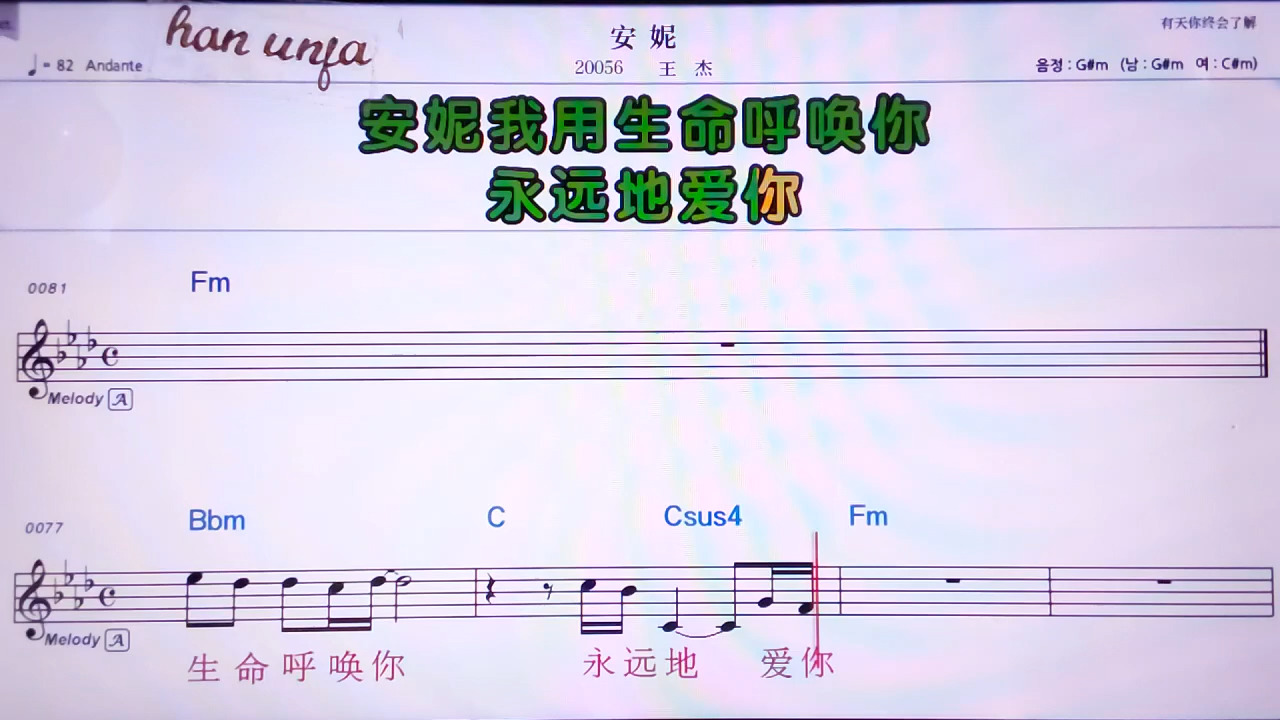 han unfa
安 妮
有天你终会了解
♩= 82 Andante
20056 王 杰
음정 : G#m (남 : G#m 여 : C#m)
安妮我用生命呼唤你
永远地爱你
0081
Fm
Melody A
0077
Bbm C Csus4 Fm
Melody A
生 命 呼 唤 你 永 远 地 爱 你